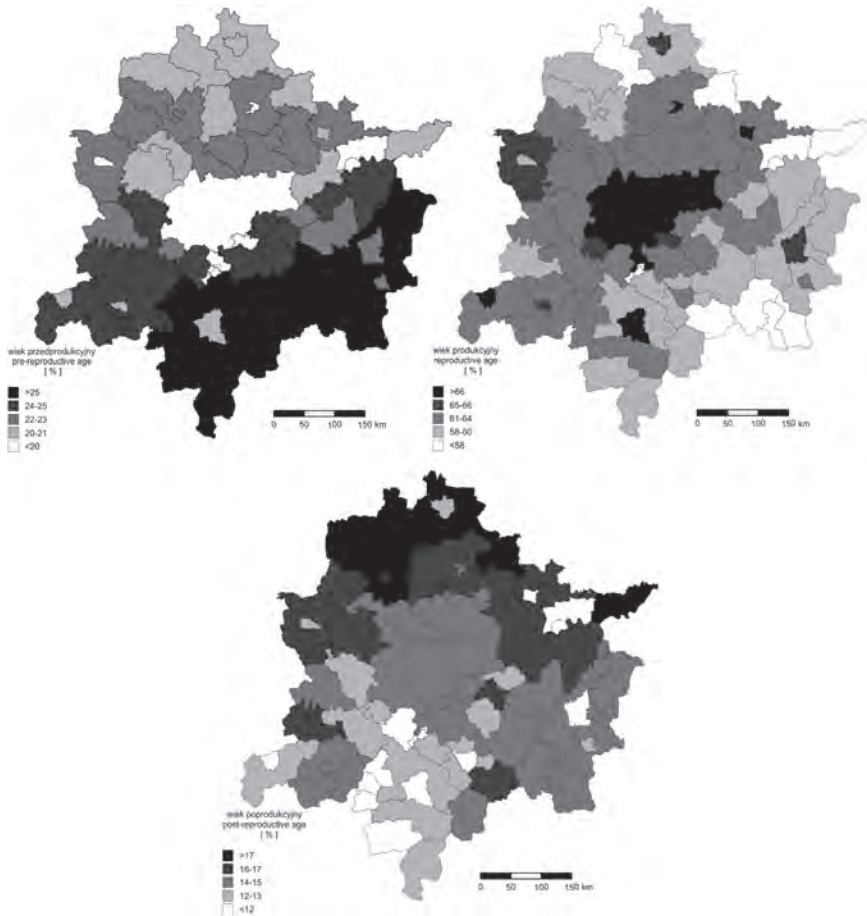 wiek przedprodukcyjny
pre-reproductive age
[ % ]
>25
24-25
22-23
20-21
<20
0 50 100 150 km
wiek produkcyjny
reproductive age
[ % ]
>66
65-66
61-64
58-60
<58
0 50 100 150 km
wiek poprodukcyjny
post-reproductive age
[ % ]
>17
16-17
14-15
12-13
<12
0 50 100 150 km